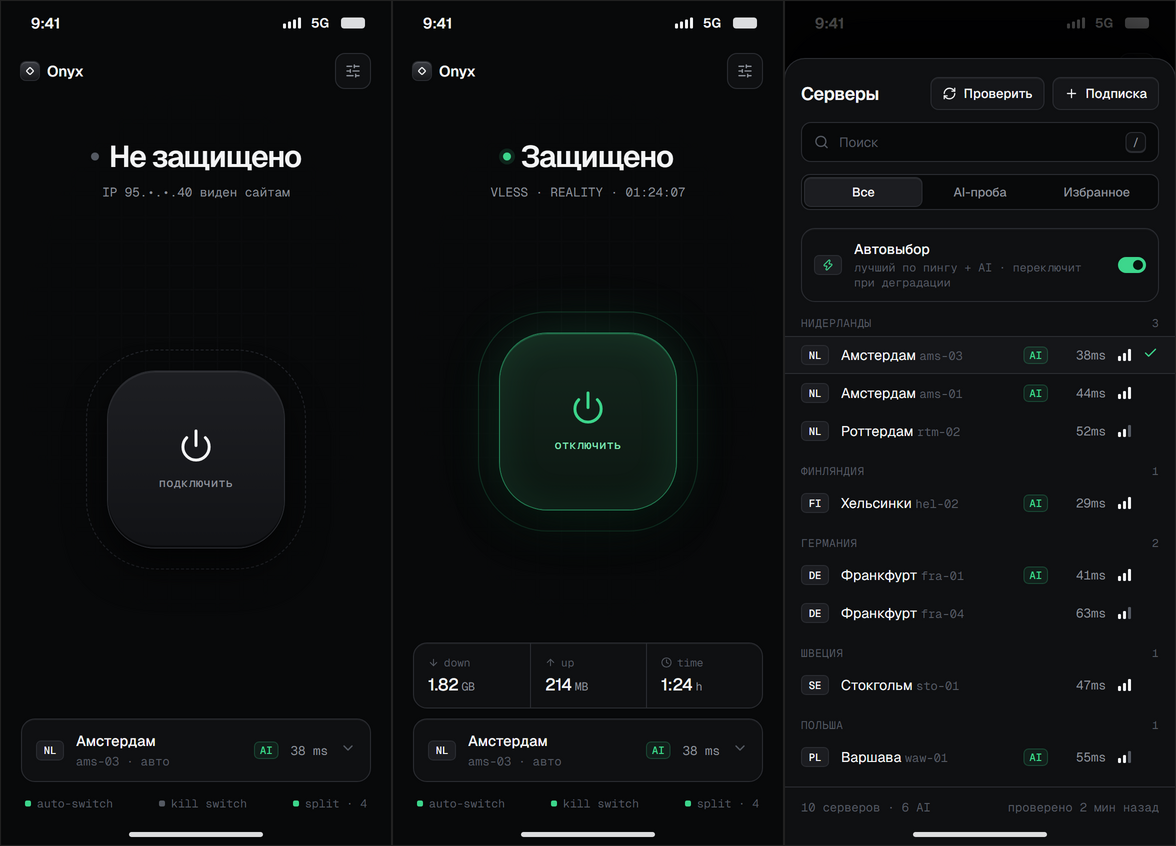 9:41
5G
Onyx
Не защищено
IP 95.•.•.40 виден сайтам
подключить
NL
Амстердам
ams-03 · авто
AI
38 ms
auto-switch
kill switch
split · 4
9:41
5G
Onyx
Защищено
VLESS · REALITY · 01:24:07
отключить
down
1.82 GB
up
214 MB
time
1:24 h
NL
Амстердам
ams-03 · авто
AI
38 ms
auto-switch
kill switch
split · 4
9:41
5G
Серверы
Проверить
Подписка
Поиск
/
Все
AI-проба
Избранное
Автовыбор
лучший по пингу + AI · переключит
при деградации
НИДЕРЛАНДЫ 3
NL Амстердам ams-03 AI 38ms
NL Амстердам ams-01 AI 44ms
NL Роттердам rtm-02 52ms
ФИНЛЯНДИЯ 1
FI Хельсинки hel-02 AI 29ms
ГЕРМАНИЯ 2
DE Франкфурт fra-01 AI 41ms
DE Франкфурт fra-04 63ms
ШВЕЦИЯ 1
SE Стокгольм sto-01 47ms
ПОЛЬША 1
PL Варшава waw-01 AI 55ms
10 серверов · 6 AI
проверено 2 мин назад